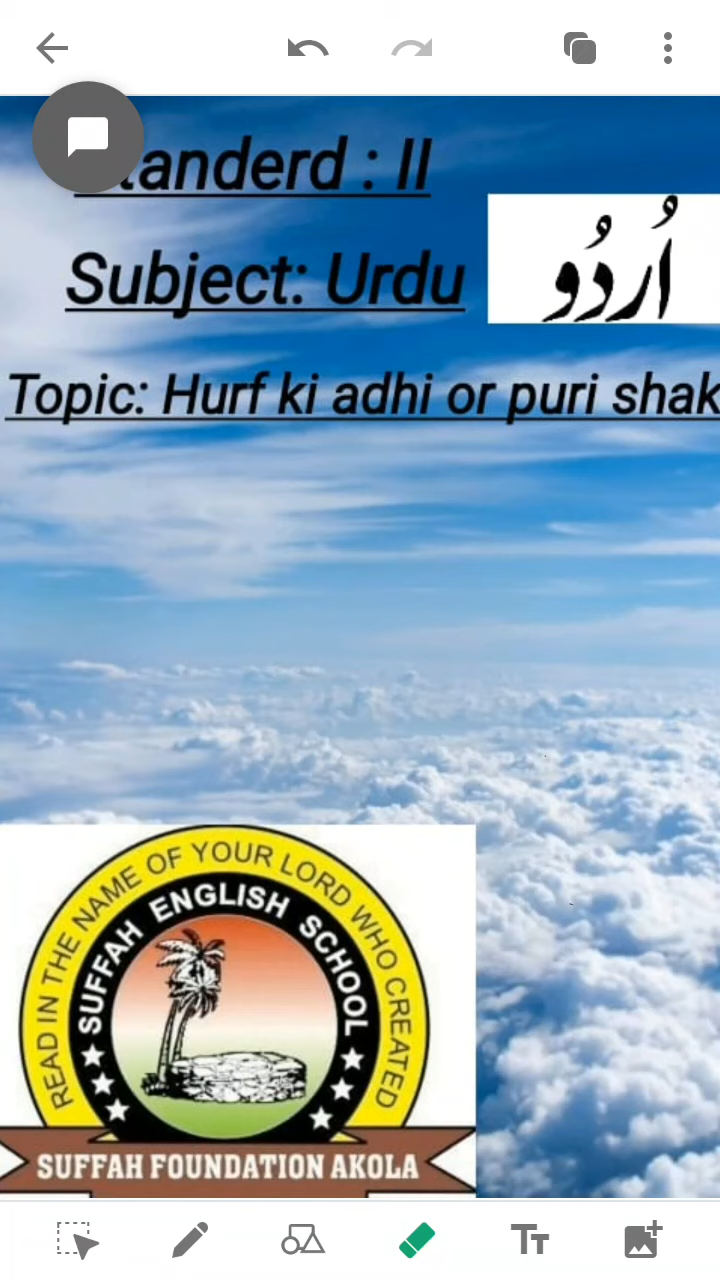 tanderd : II
Subject: Urdu
اُردُو
Topic: Hurf ki adhi or puri shak
READ IN THE NAME OF YOUR LORD WHO CREATED
SUFFAH ENGLISH SCHOOL
SUFFAH FOUNDATION AKOLA
TT